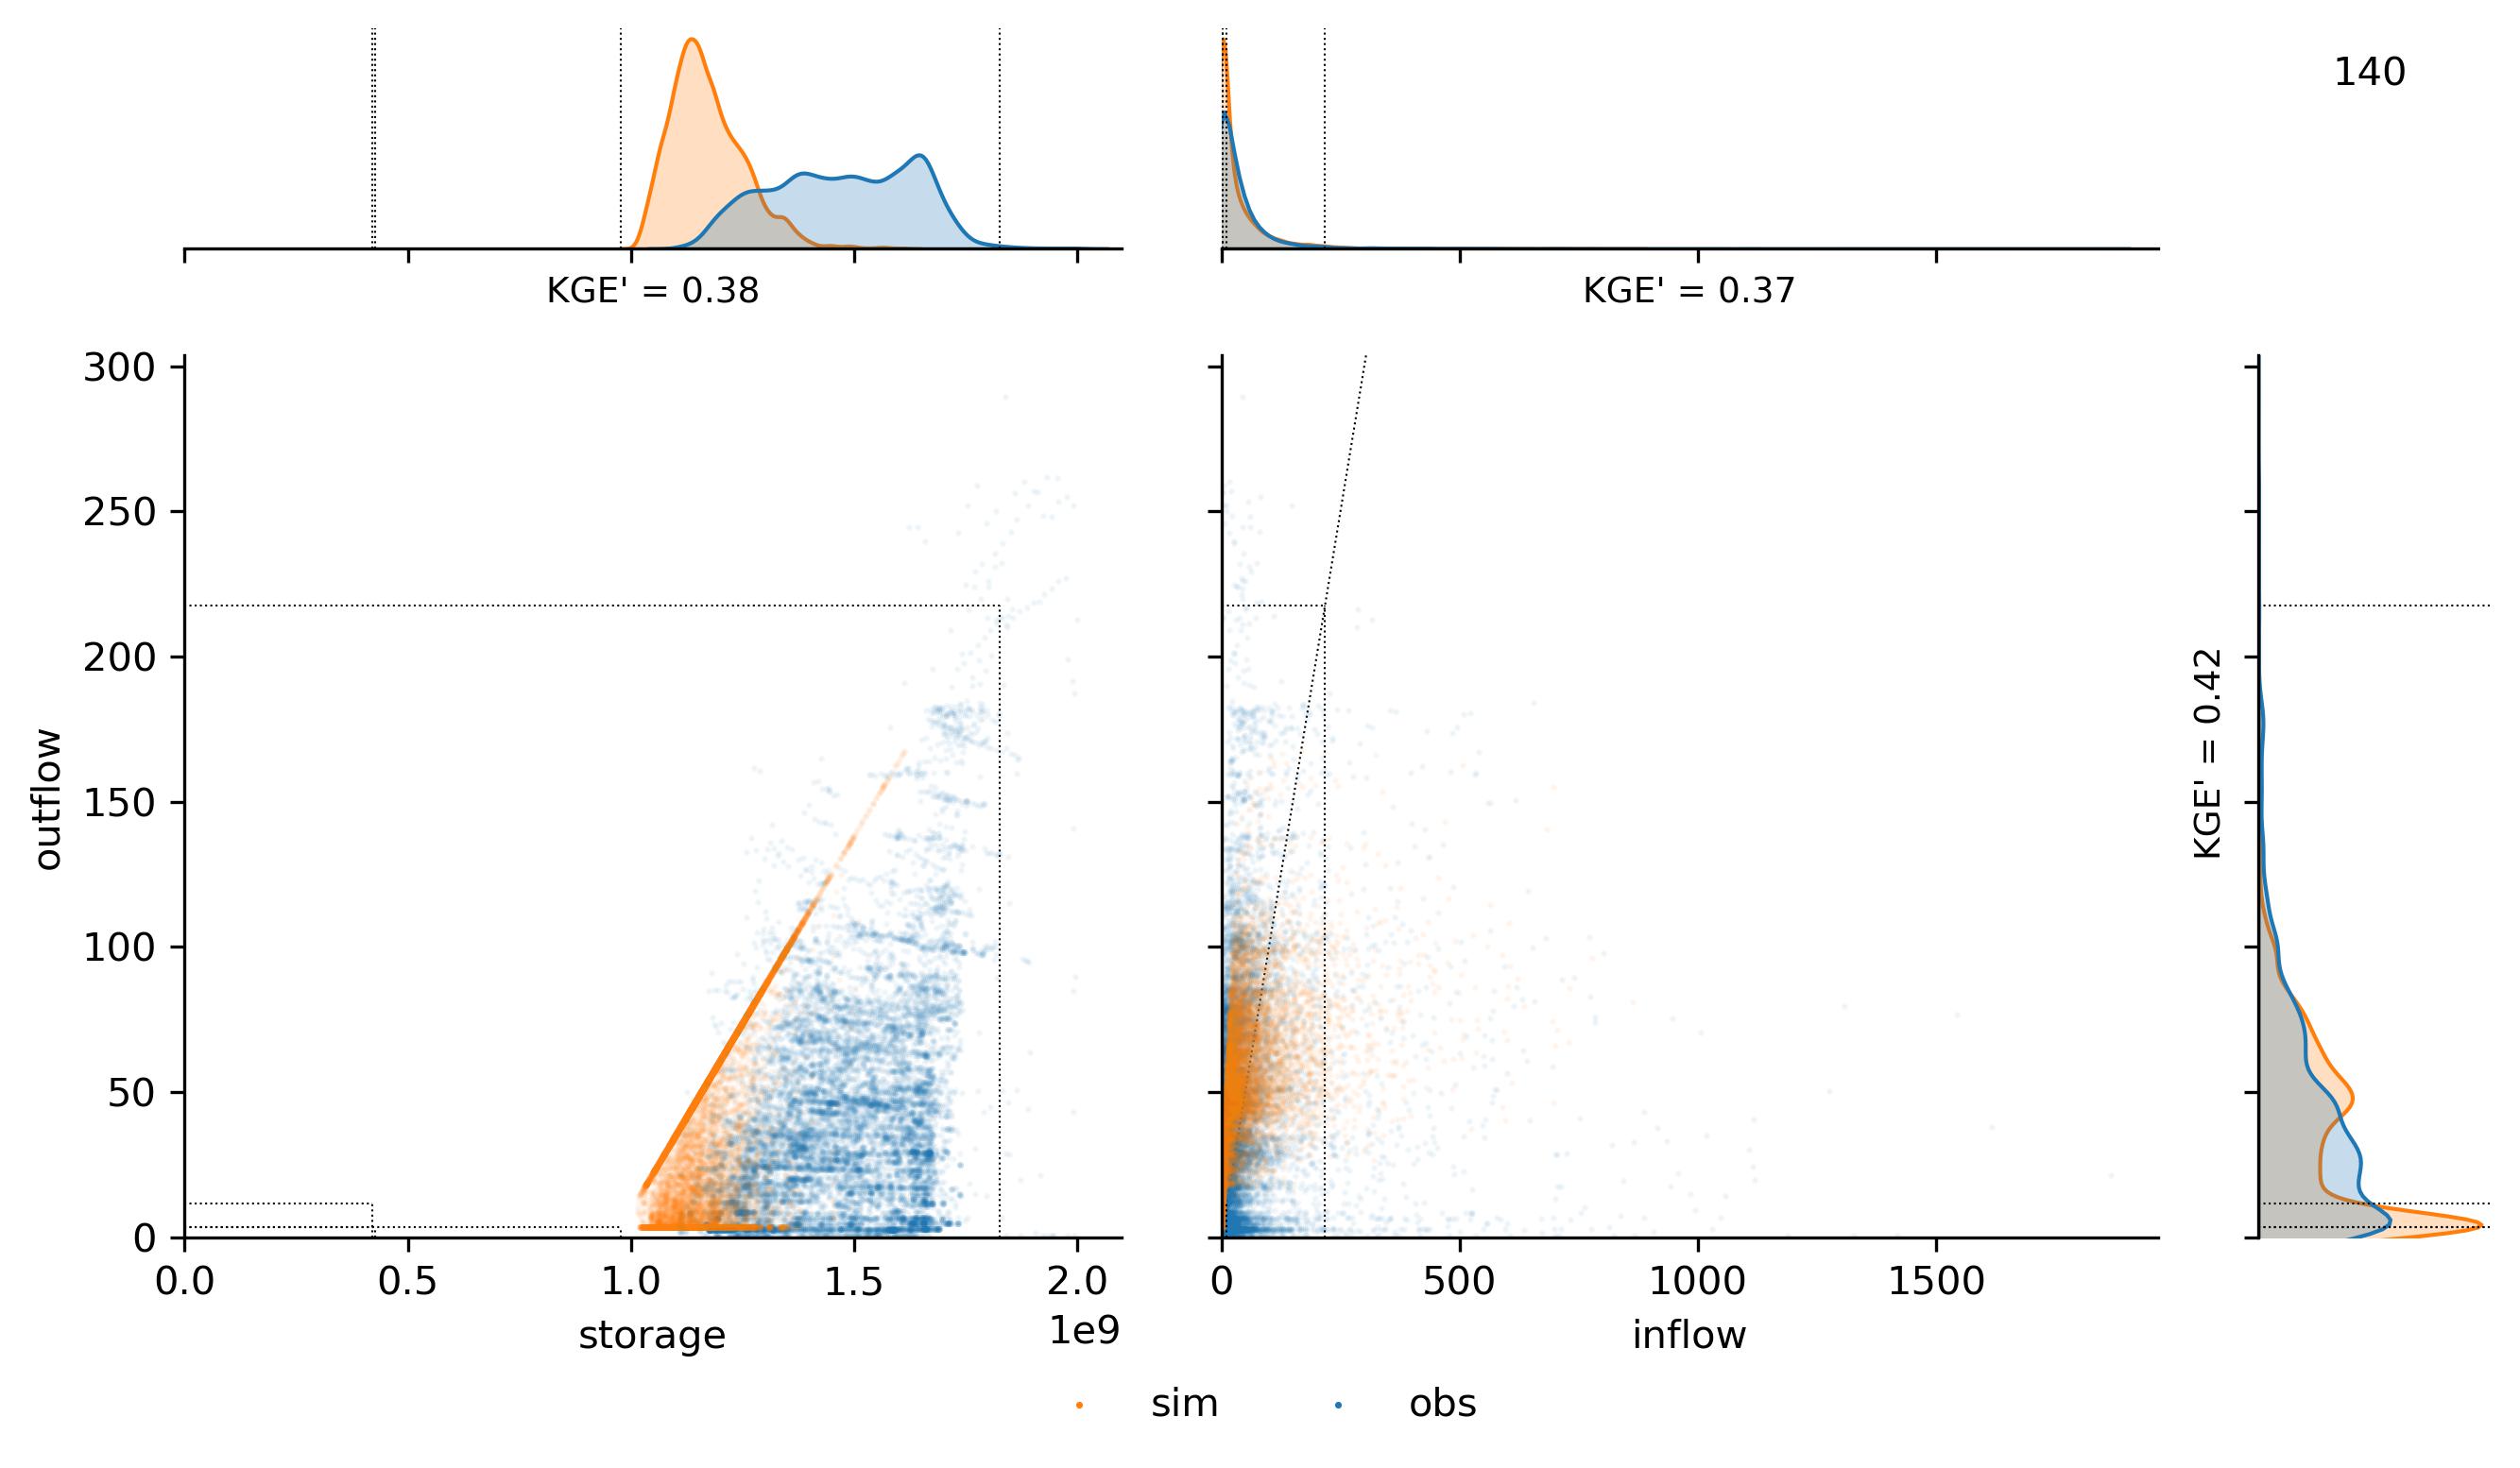 140
KGE' = 0.38
KGE' = 0.37
300
250
200
150
100
50
0
outflow
KGE' = 0.42
0.0 0.5 1.0 1.5 2.0
1e9
storage
0 500 1000 1500
inflow
sim obs